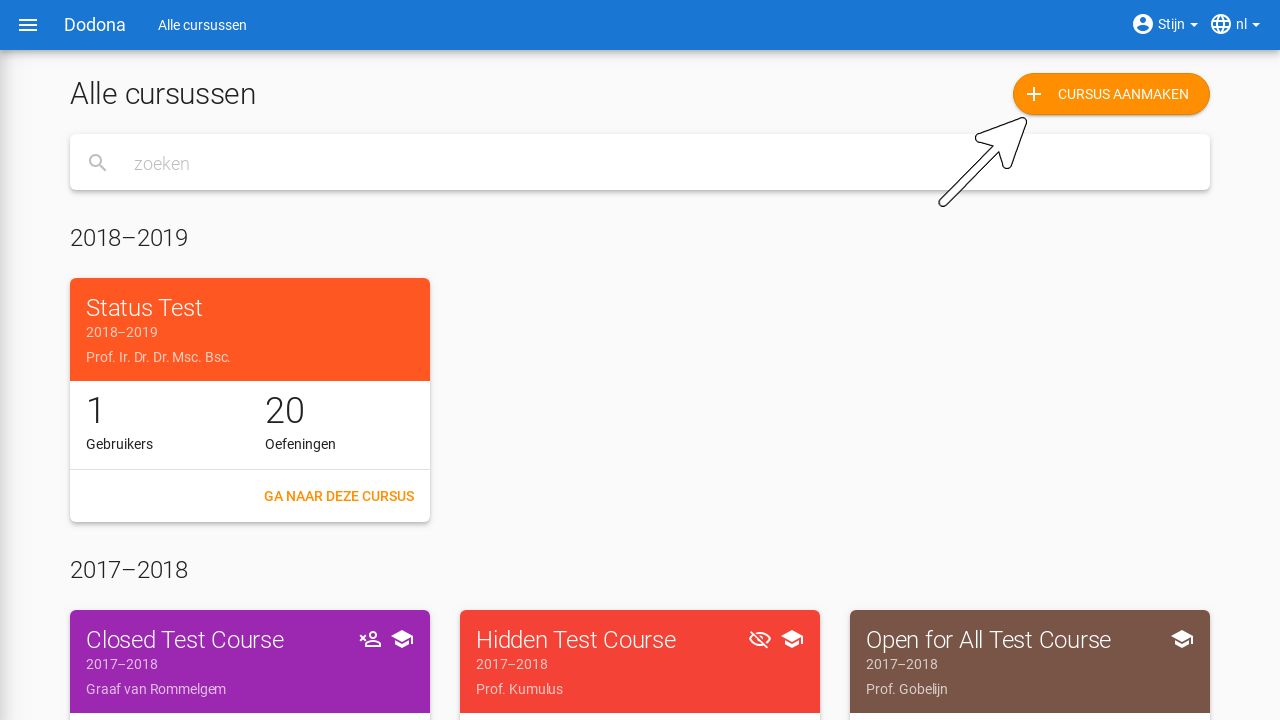 Dodona
Alle cursussen
Stijn
nl
Alle cursussen
CURSUS AANMAKEN
zoeken
2018–2019
Status Test
2018–2019
Prof. Ir. Dr. Dr. Msc. Bsc.
1
20
Gebruikers
Oefeningen
GA NAAR DEZE CURSUS
2017–2018
Closed Test Course
2017–2018
Graaf van Rommelgem
Hidden Test Course
2017–2018
Prof. Kumulus
Open for All Test Course
2017–2018
Prof. Gobelijn